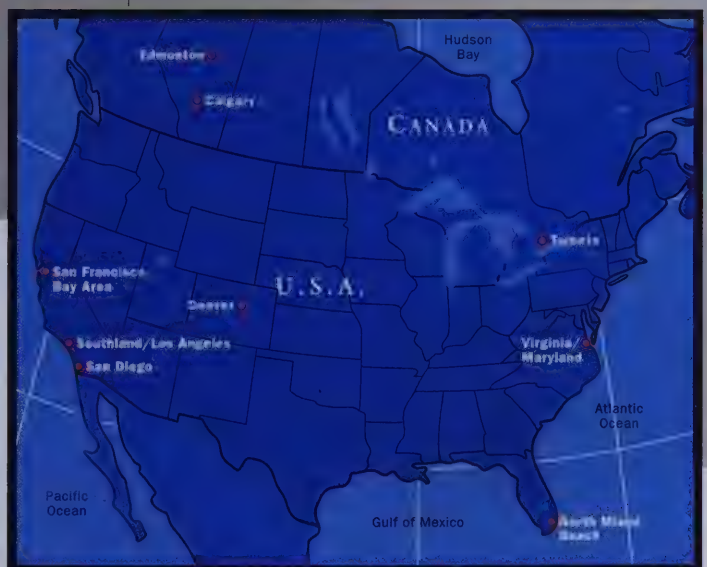 Hudson
Bay
Edmonton
Calgary
CANADA
Toronto
San Francisco
Bay Area
U.S.A.
Denver
Southland/Los Angeles
Virginia/
Maryland
San Diego
Atlantic
Ocean
Pacific
Ocean
Gulf of Mexico
North Miami
Beach